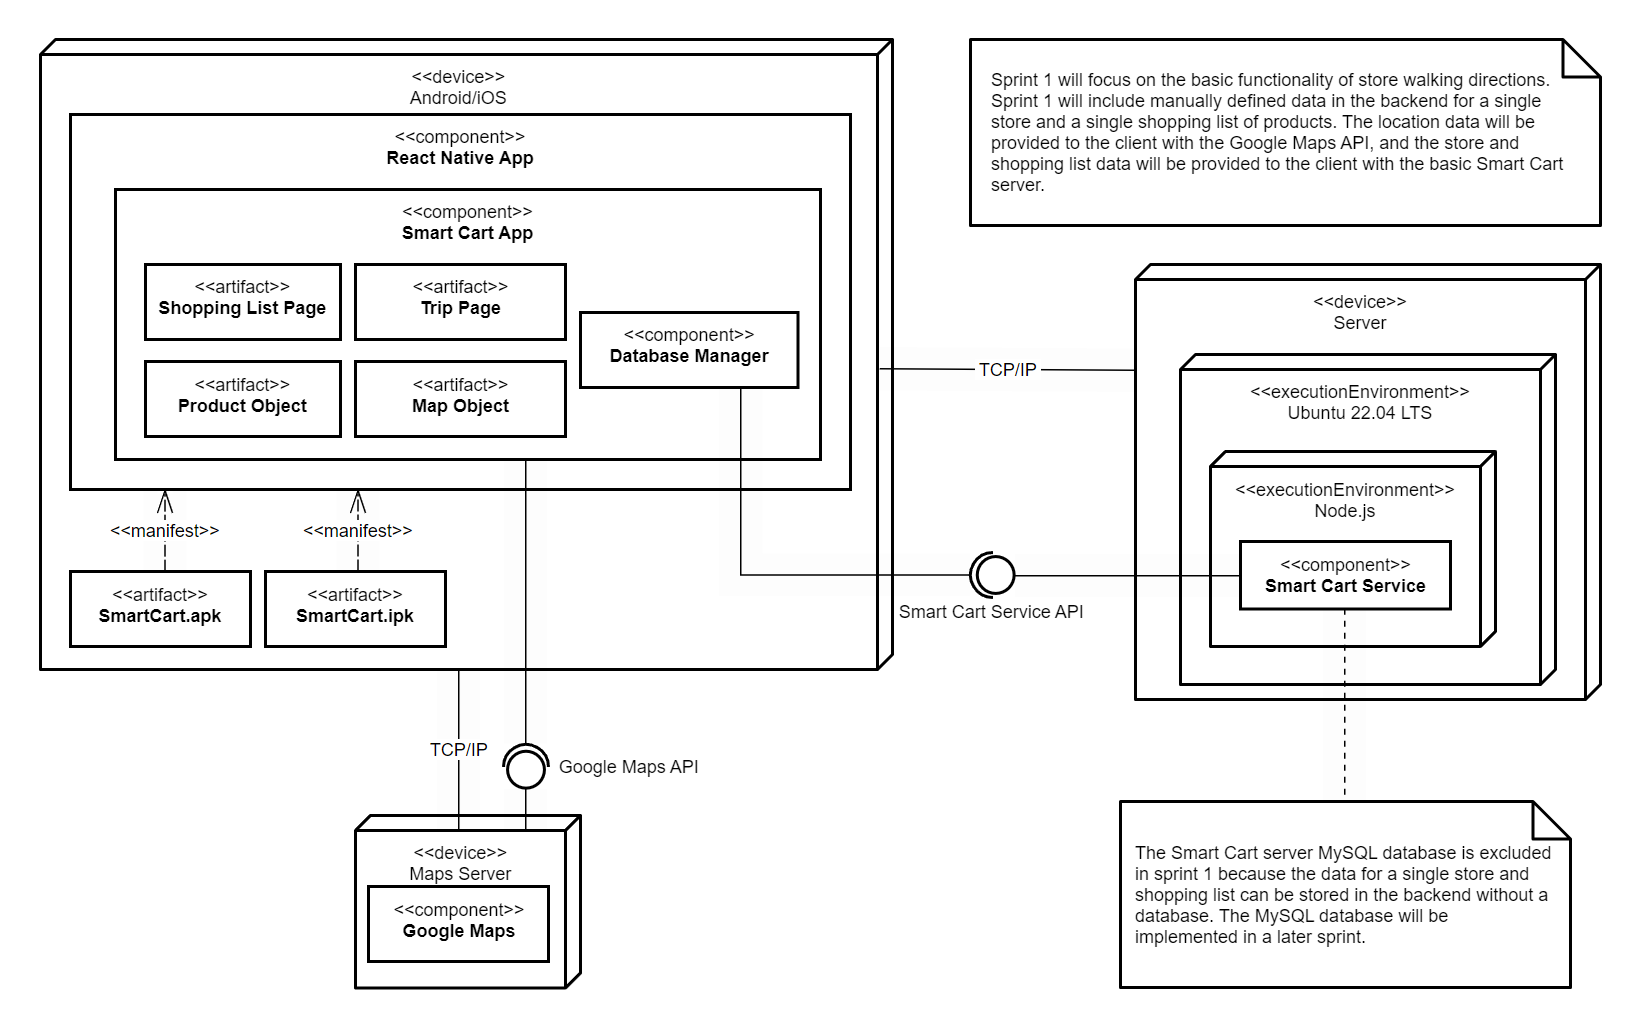 <<device>>
Android/iOS
<<component>>
React Native App
<<component>>
Smart Cart App
<<artifact>>
Shopping List Page
<<artifact>>
Trip Page
<<component>>
Database Manager
<<artifact>>
Product Object
<<artifact>>
Map Object
<<manifest>>
<<manifest>>
<<artifact>>
SmartCart.apk
<<artifact>>
SmartCart.ipk
Sprint 1 will focus on the basic functionality of store walking directions.
Sprint 1 will include manually defined data in the backend for a single
store and a single shopping list of products. The location data will be
provided to the client with the Google Maps API, and the store and
shopping list data will be provided to the client with the basic Smart Cart
server.
TCP/IP
<<device>>
Server
<<executionEnvironment>>
Ubuntu 22.04 LTS
<<executionEnvironment>>
Node.js
<<component>>
Smart Cart Service
Smart Cart Service API
TCP/IP
Google Maps API
<<device>>
Maps Server
<<component>>
Google Maps
The Smart Cart server MySQL database is excluded
in sprint 1 because the data for a single store and
shopping list can be stored in the backend without a
database. The MySQL database will be
implemented in a later sprint.